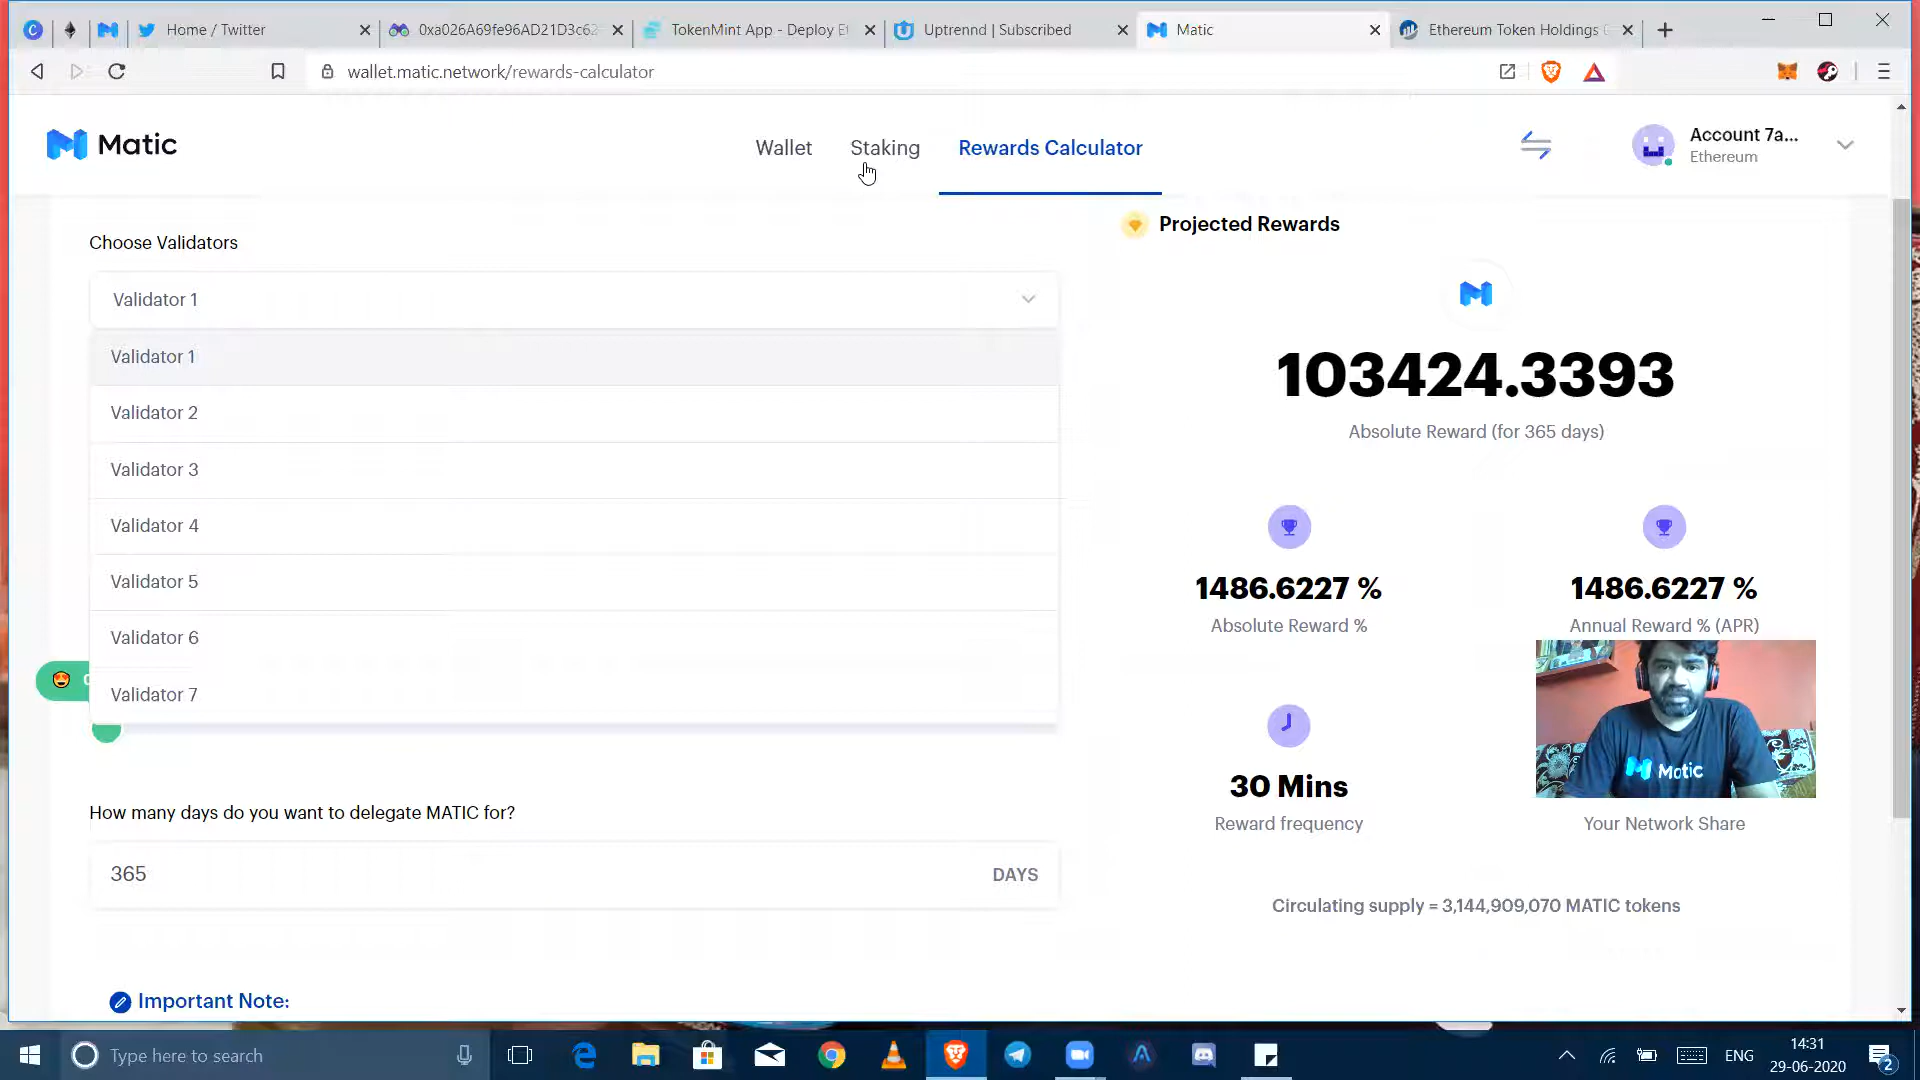 Home / Twitter
0xa026A69fe96AD21D3c62
TokenMint App - Deploy Et
Uptrennd | Subscribed
Matic
Ethereum Token Holdings
wallet.matic.network/rewards-calculator
Matic
Wallet
Staking
Rewards Calculator
Account 7a...
Ethereum
Choose Validators
Validator 1
Validator 1
Validator 2
Validator 3
Validator 4
Validator 5
Validator 6
Validator 7
How many days do you want to delegate MATIC for?
365
DAYS
Important Note:
Projected Rewards
103424.3393
Absolute Reward (for 365 days)
1486.6227 %
Absolute Reward %
1486.6227 %
Annual Reward % (APR)
30 Mins
Reward frequency
Matic
Your Network Share
Circulating supply = 3,144,909,070 MATIC tokens
Type here to search
ENG
14:31
29-06-2020
2